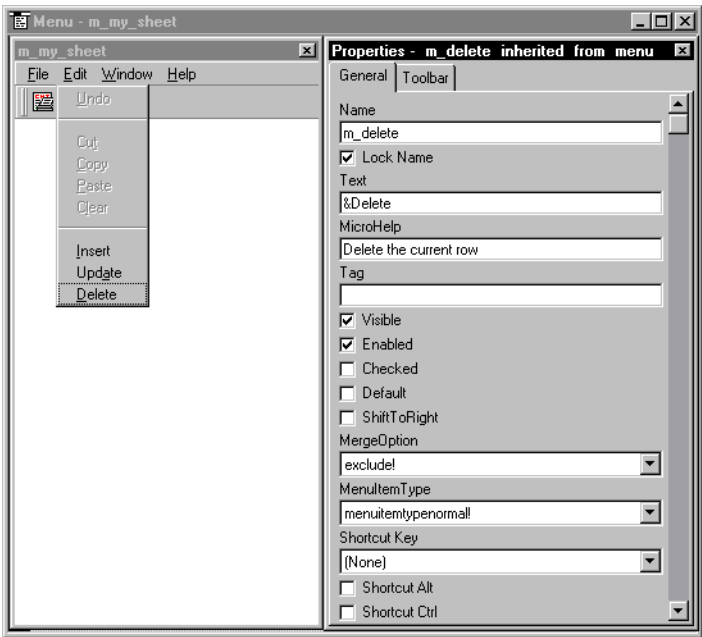 Menu - m_my_sheet
m_my_sheet
File Edit Window Help
Undo
Cut
Copy
Paste
Clear
Insert
Update
Delete
Properties - m_delete inherited from menu
General Toolbar
Name
m_delete
Lock Name
Text
&Delete
MicroHelp
Delete the current row
Tag
Visible
Enabled
Checked
Default
ShiftToRight
MergeOption
exclude!
MenuItemType
menuitemtypenormal!
Shortcut Key
(None)
Shortcut Alt
Shortcut Ctrl